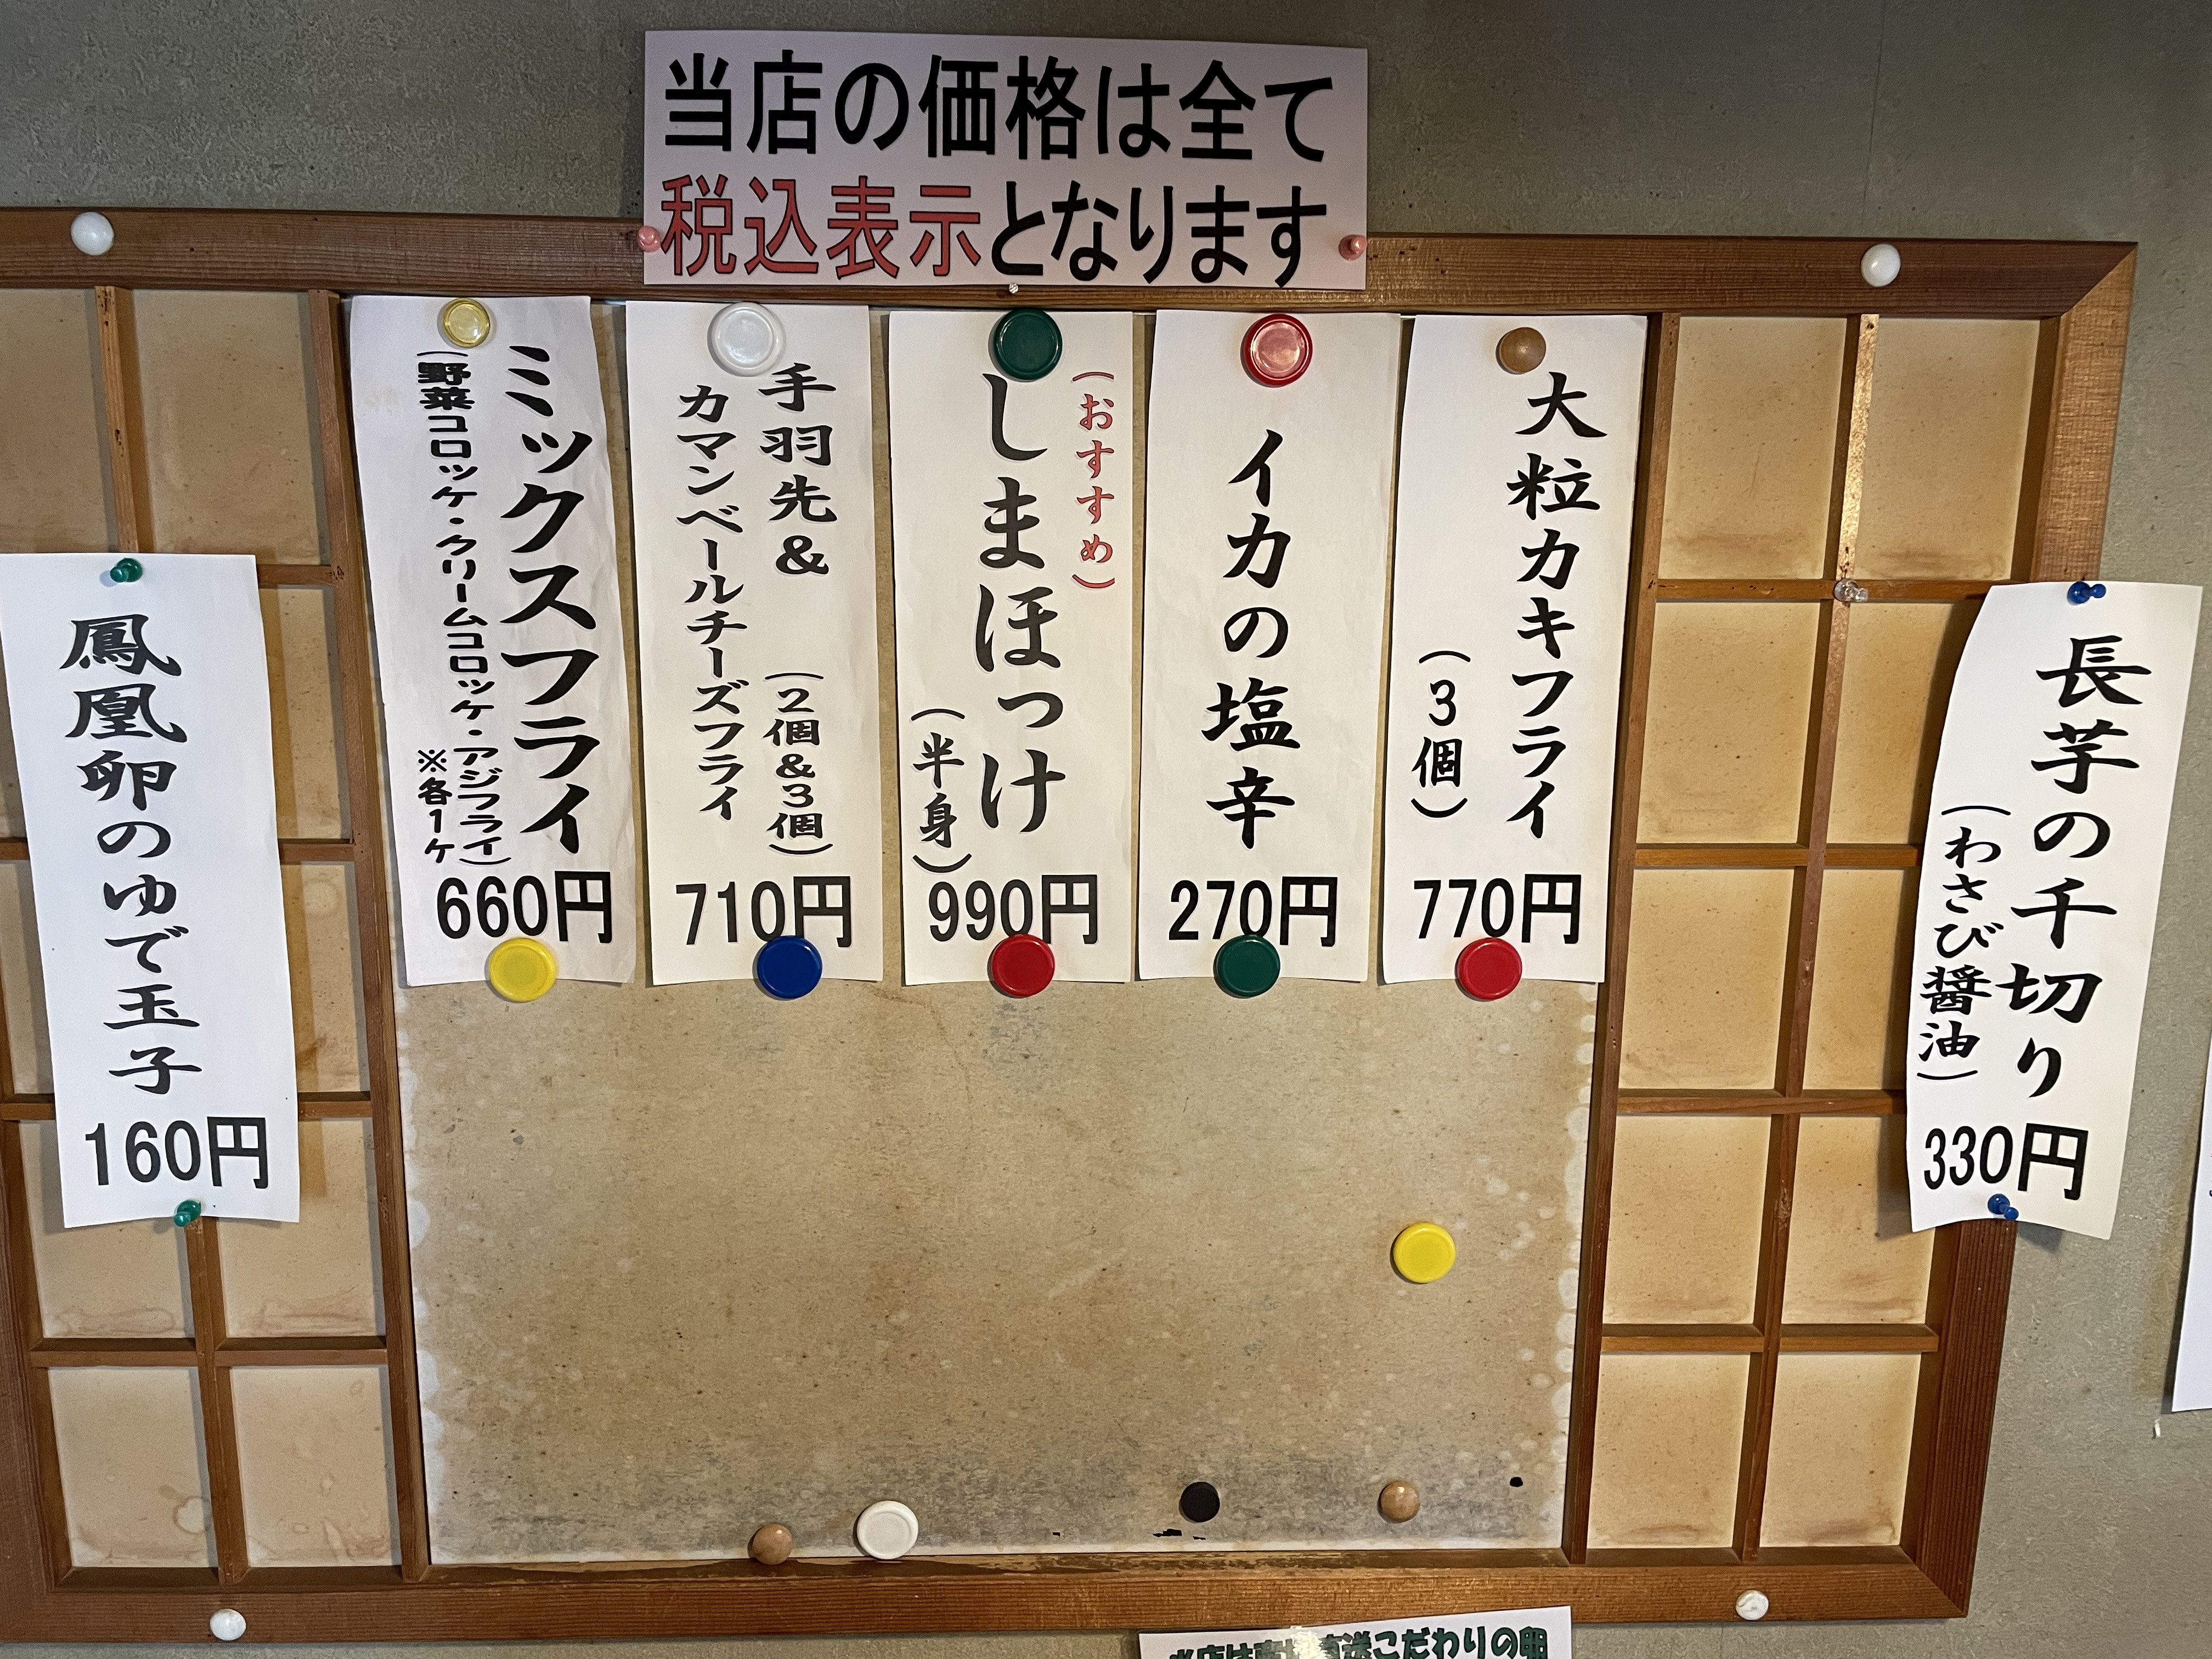 当店の価格は全て
税込表示となります
長芋の千切り
(わさび醤油)
330円
大粒カキフライ
(3個)
770円
イカの塩辛
270円
(おすすめ)
しまほっけ
(半身)
990円
手羽先&
(2個&3個)
カマンベールチーズフライ
710円
ミックスフライ
(野菜コロッケ・クリームコロッケ・アジフライ)
※各1ケ
660円
鳳凰卵のゆで玉子
160円
送こだわりの卵